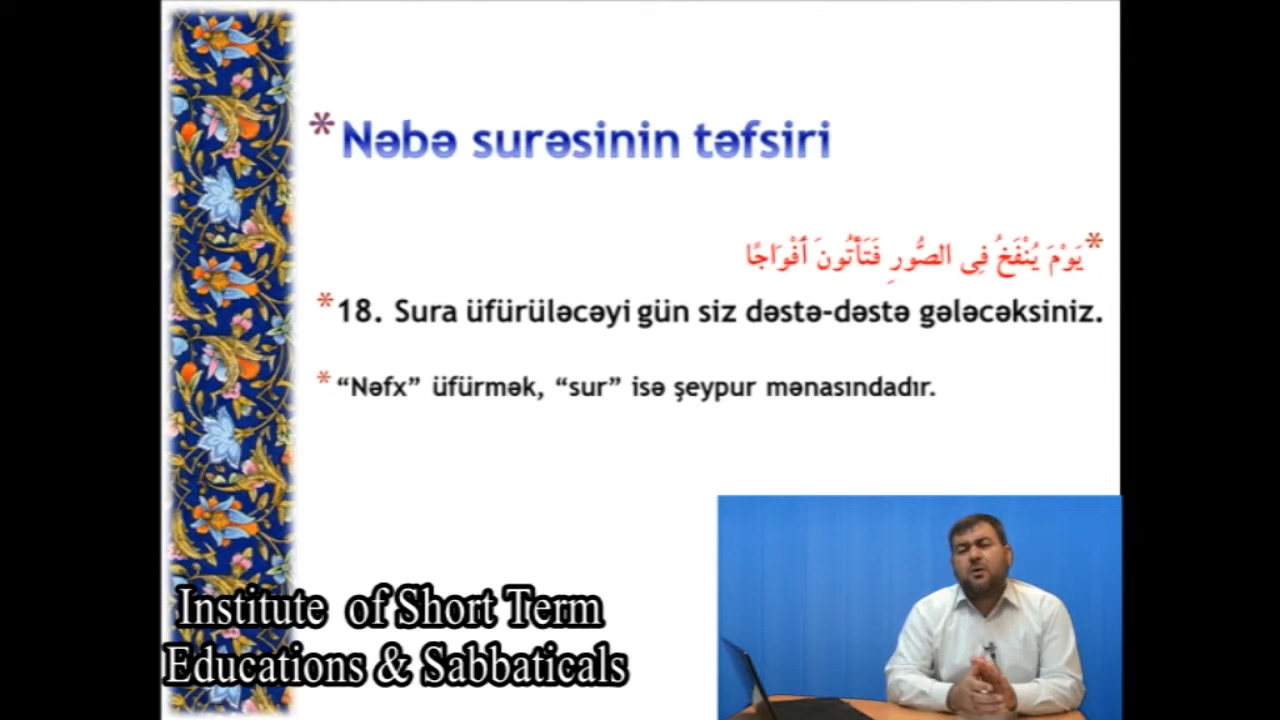 * Nəbə surəsinin təfsiri
* يَوْمَ يُنْفَخُ فِى الصُّورِ فَتَأْتُونَ أَفْوَاجًا
* 18. Sura üfürüləcəyi gün siz dəstə-dəstə gələcəksiniz.
* “Nəfx” üfürmək, “sur” isə şeypur mənasındadır.
Institute of Short Term
Educations & Sabbaticals